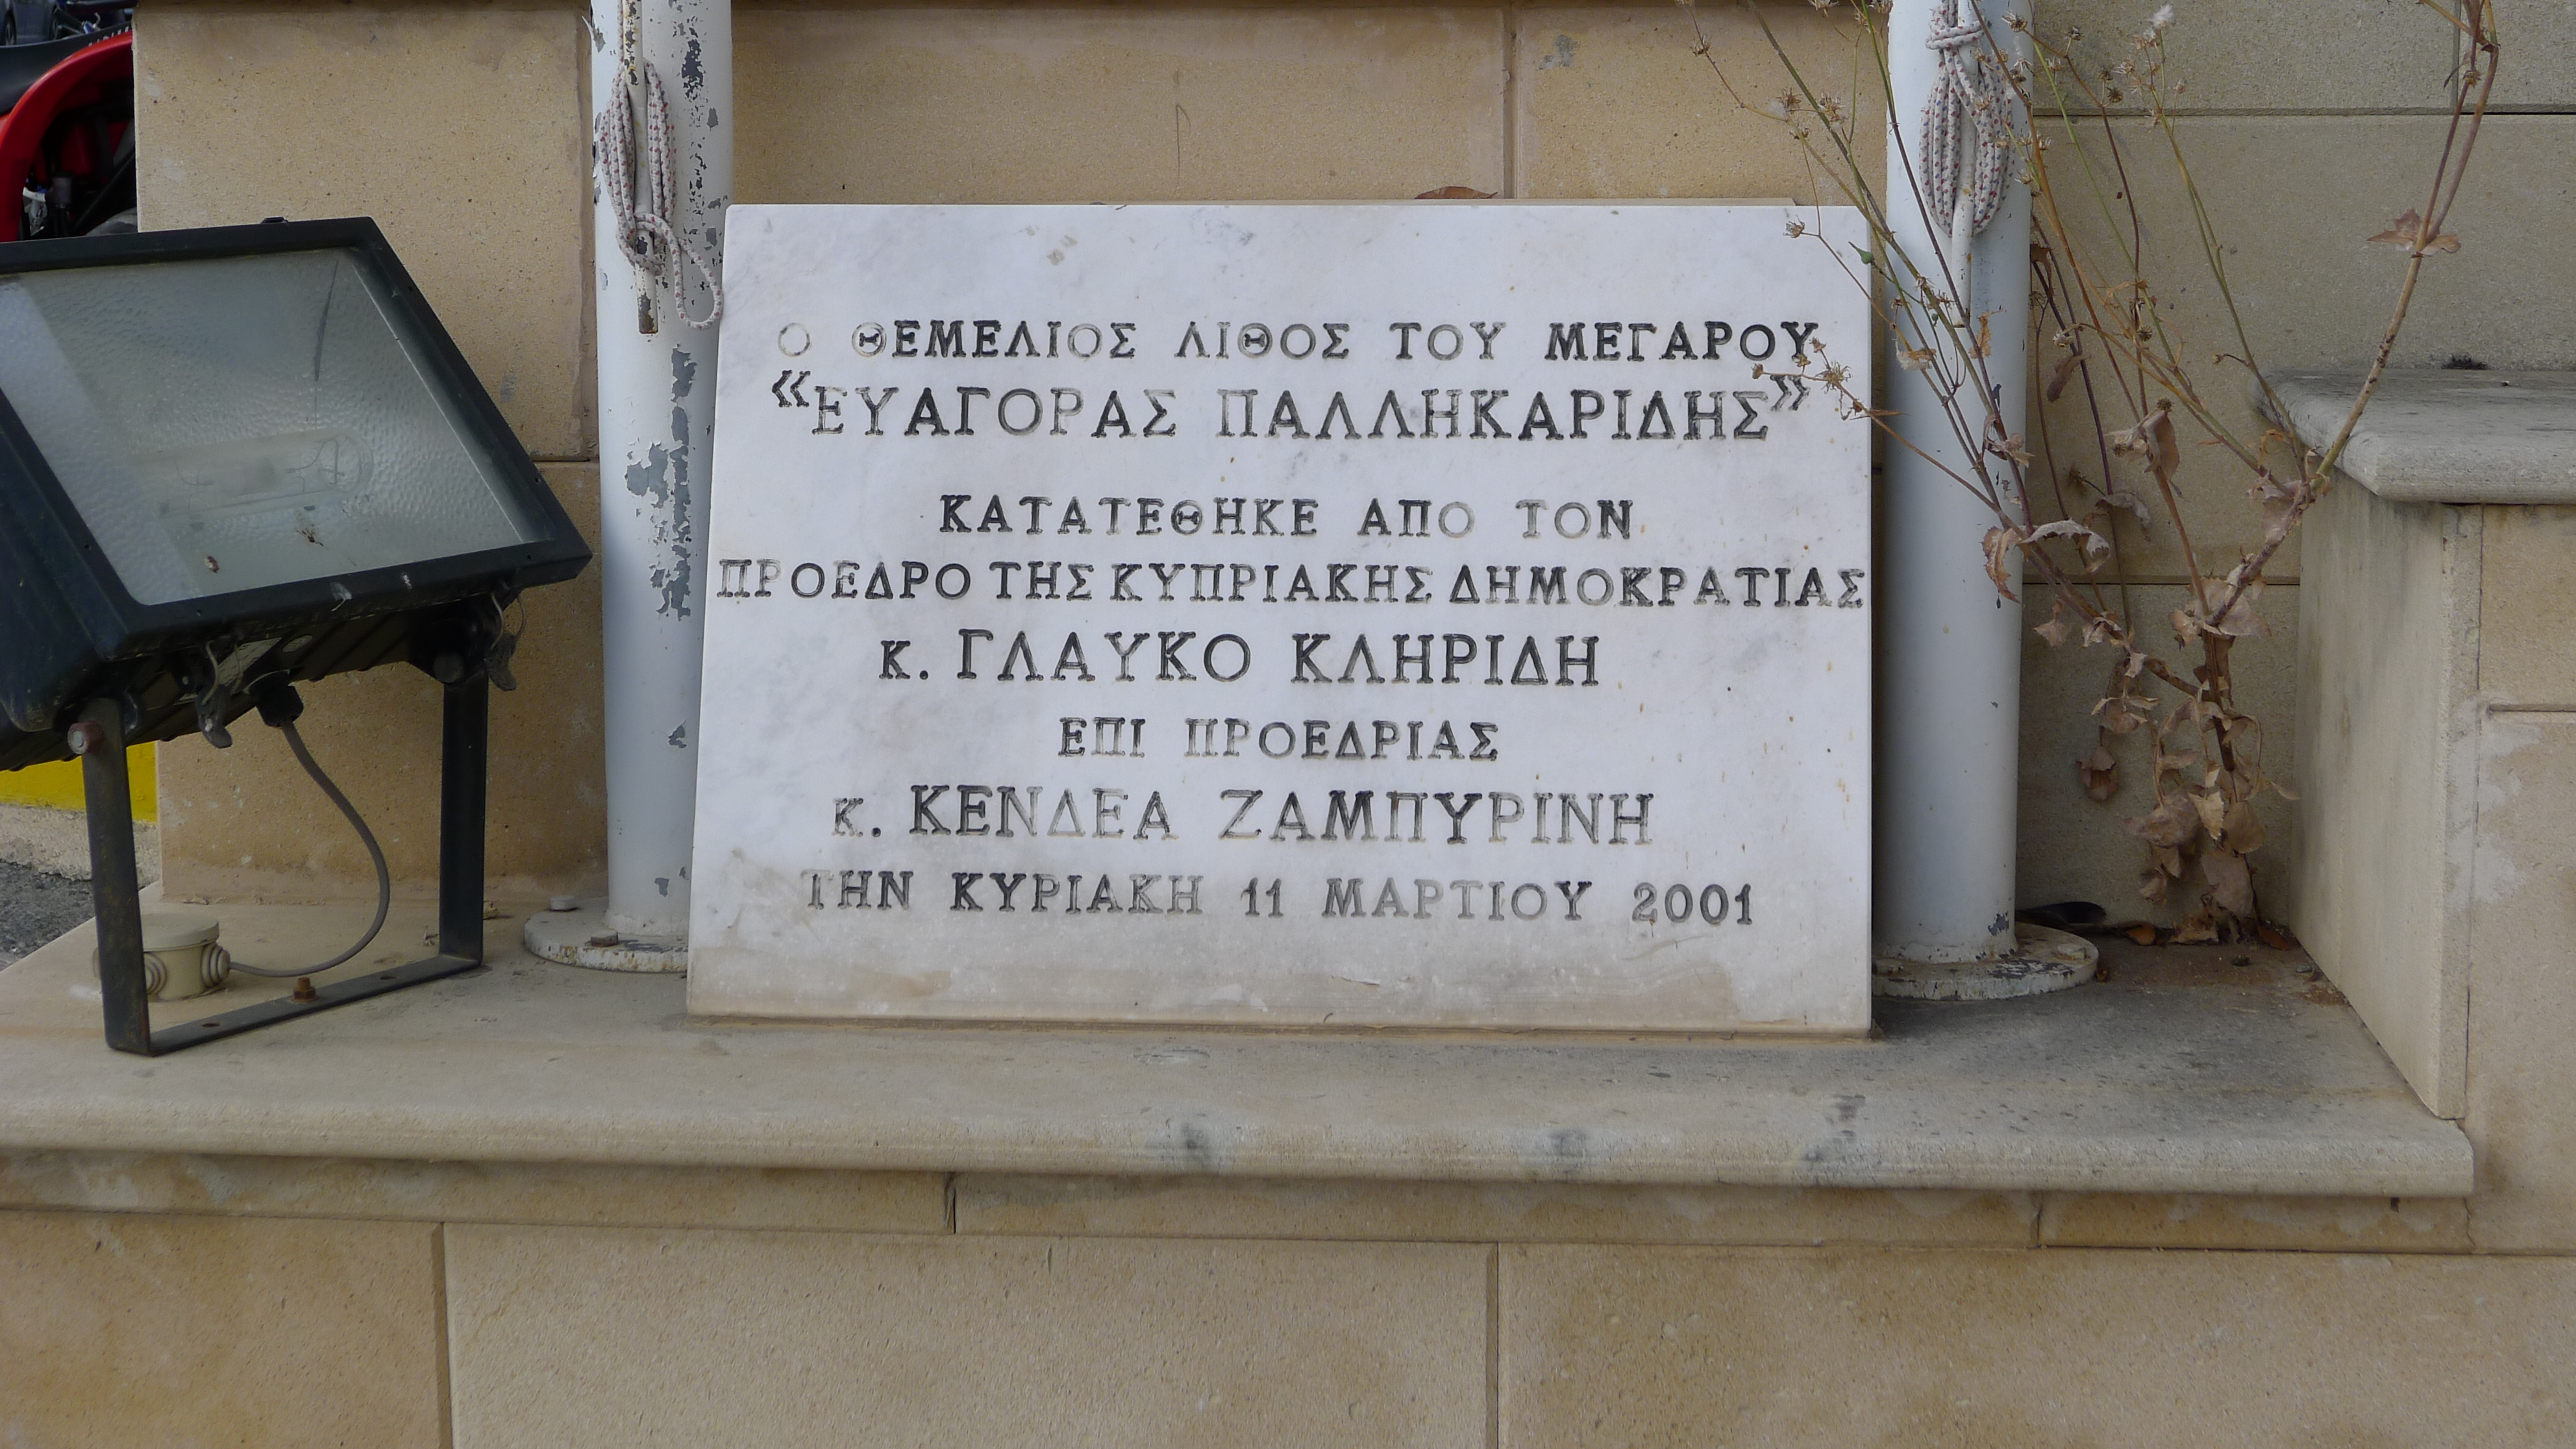 Ο ΘΕΜΕΛΙΟΣ ΛΙΘΟΣ ΤΟΥ ΜΕΓΑΡΟΥ
“ΕΥΑΓΟΡΑΣ ΠΑΛΛΗΚΑΡΙΔΗΣ”
ΚΑΤΑΤΕΘΗΚΕ ΑΠΟ ΤΟΝ
ΠΡΟΕΔΡΟ ΤΗΣ ΚΥΠΡΙΑΚΗΣ ΔΗΜΟΚΡΑΤΙΑΣ
κ. ΓΛΑΥΚΟ ΚΛΗΡΙΔΗ
ΕΠΙ ΠΡΟΕΔΡΙΑΣ
κ. ΚΕΝΔΕΑ ΖΑΜΠΥΡΙΝΗ
ΤΗΝ ΚΥΡΙΑΚΗ 11 ΜΑΡΤΙΟΥ 2001